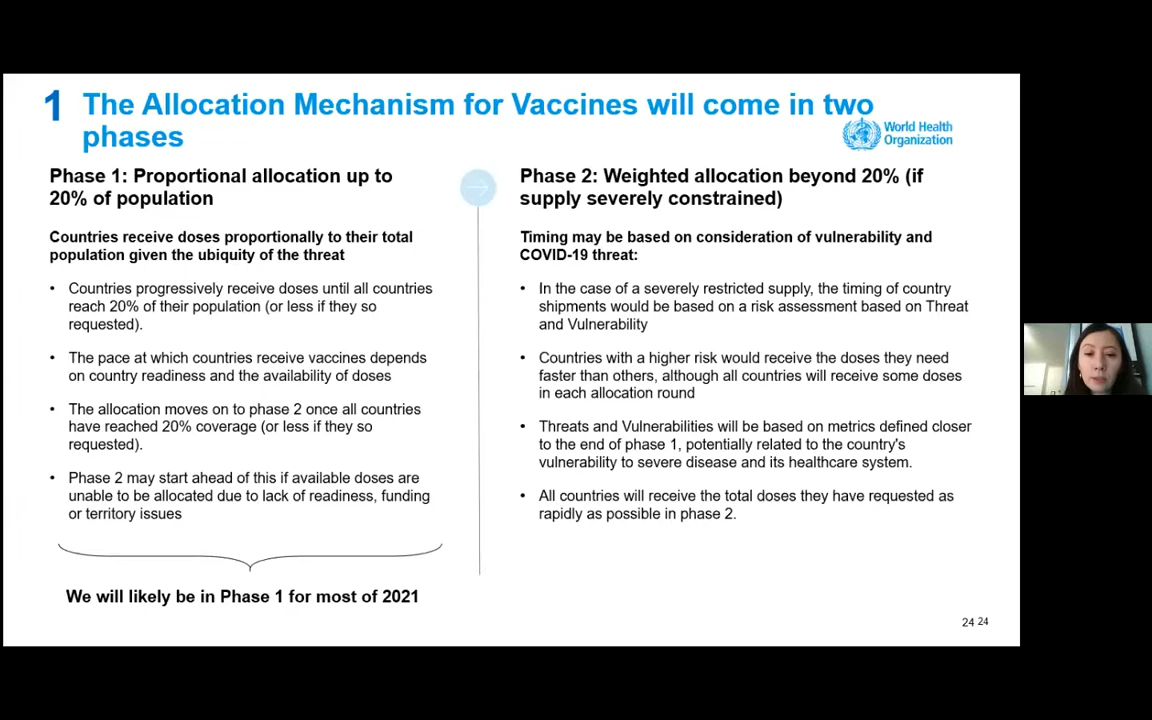 1 The Allocation Mechanism for Vaccines will come in two
phases
World Health
Organization
Phase 1: Proportional allocation up to
20% of population
Countries receive doses proportionally to their total
population given the ubiquity of the threat
• Countries progressively receive doses until all countries
reach 20% of their population (or less if they so
requested).
• The pace at which countries receive vaccines depends
on country readiness and the availability of doses
• The allocation moves on to phase 2 once all countries
have reached 20% coverage (or less if they so
requested).
• Phase 2 may start ahead of this if available doses are
unable to be allocated due to lack of readiness, funding
or territory issues
We will likely be in Phase 1 for most of 2021
Phase 2: Weighted allocation beyond 20% (if
supply severely constrained)
Timing may be based on consideration of vulnerability and
COVID-19 threat:
• In the case of a severely restricted supply, the timing of country
shipments would be based on a risk assessment based on Threat
and Vulnerability
• Countries with a higher risk would receive the doses they need
faster than others, although all countries will receive some doses
in each allocation round
• Threats and Vulnerabilities will be based on metrics defined closer
to the end of phase 1, potentially related to the country's
vulnerability to severe disease and its healthcare system.
• All countries will receive the total doses they have requested as
rapidly as possible in phase 2.
24 24